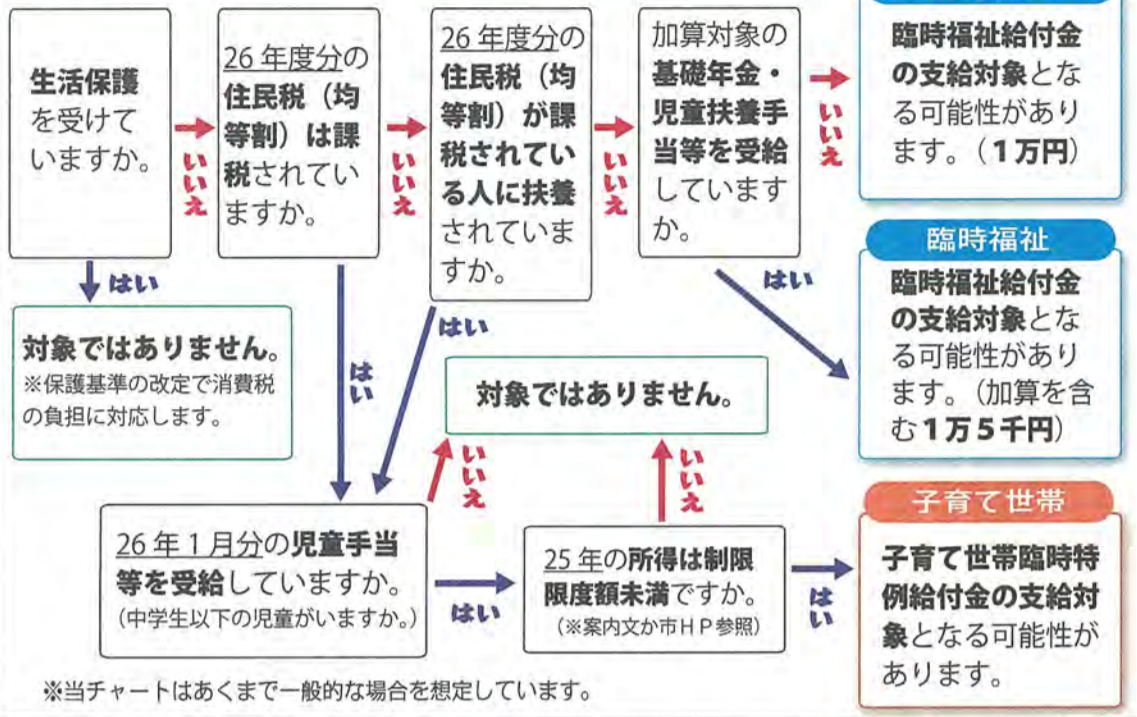 生活保護
を受けて
いますか。
いいえ
はい
26年度分の
住民税（均
等割）は課
税されてい
ますか。
いいえ
はい
26年度分の
住民税（均
等割）が課
税されてい
る人に扶養
されていま
すか。
いいえ
はい
加算対象の
基礎年金・
児童扶養手
当等を受給
しています
か。
いいえ
はい
臨時福祉給付金
の支給対象とな
る可能性があり
ます。（１万円）
臨時福祉
臨時福祉給付金
の支給対象とな
る可能性があり
ます。（加算を含
む１万５千円）
対象ではありません。
※保護基準の改定で消費税
の負担に対応します。
対象ではありません。
26年1月分の児童手当
等を受給していますか。
（中学生以下の児童がいますか。）
いいえ
はい
25年の所得は制限
限度額未満ですか。
（※案内文か市ＨＰ参照）
いいえ
はい
子育て世帯
子育て世帯臨時特
例給付金の支給対
象となる可能性が
あります。
※当チャートはあくまで一般的な場合を想定しています。